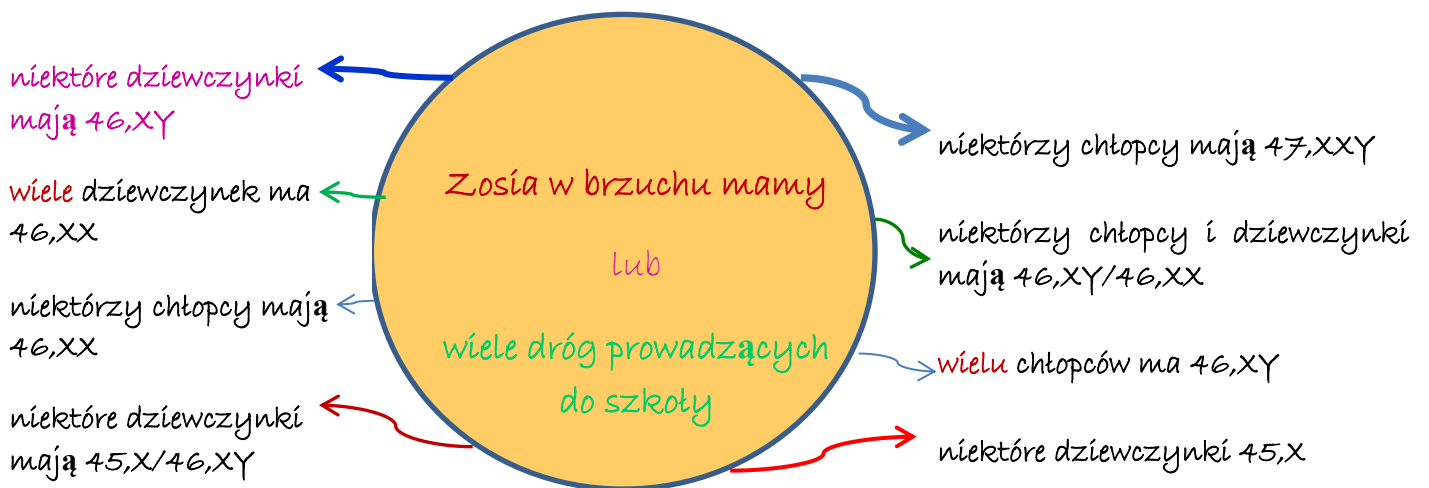 niektóre dziewczynki
mają 46,XY
wiele dziewczynek ma
46,XX
niektórzy chłopcy mają
46,XX
niektóre dziewczynki
mają 45,X/46,XY
Zosia w brzuchu mamy
lub
wiele dróg prowadzących
do szkoły
niektórzy chłopcy mają 47,XXY
niektórzy chłopcy i dziewczynki
mają 46,XY/46,XX
wielu chłopców ma 46,XY
niektóre dziewczynki 45,X